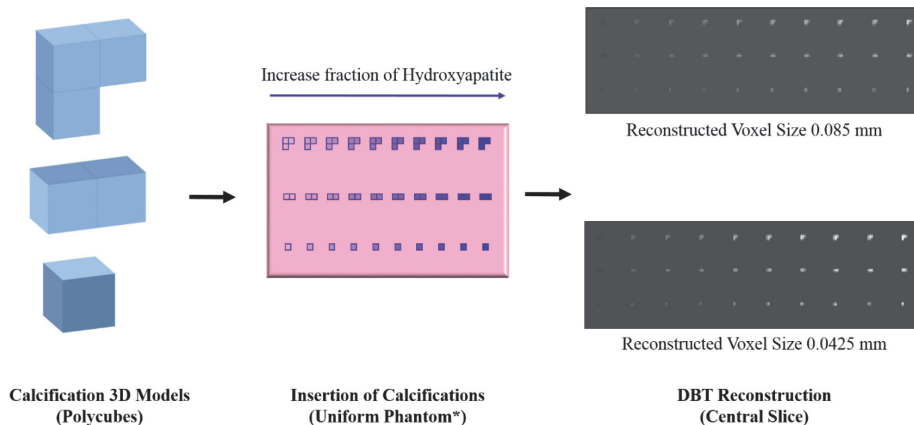 Increase fraction of Hydroxyapatite
Reconstructed Voxel Size 0.085 mm
Reconstructed Voxel Size 0.0425 mm
Calcification 3D Models
(Polycubes)
Insertion of Calcifications
(Uniform Phantom*)
DBT Reconstruction
(Central Slice)